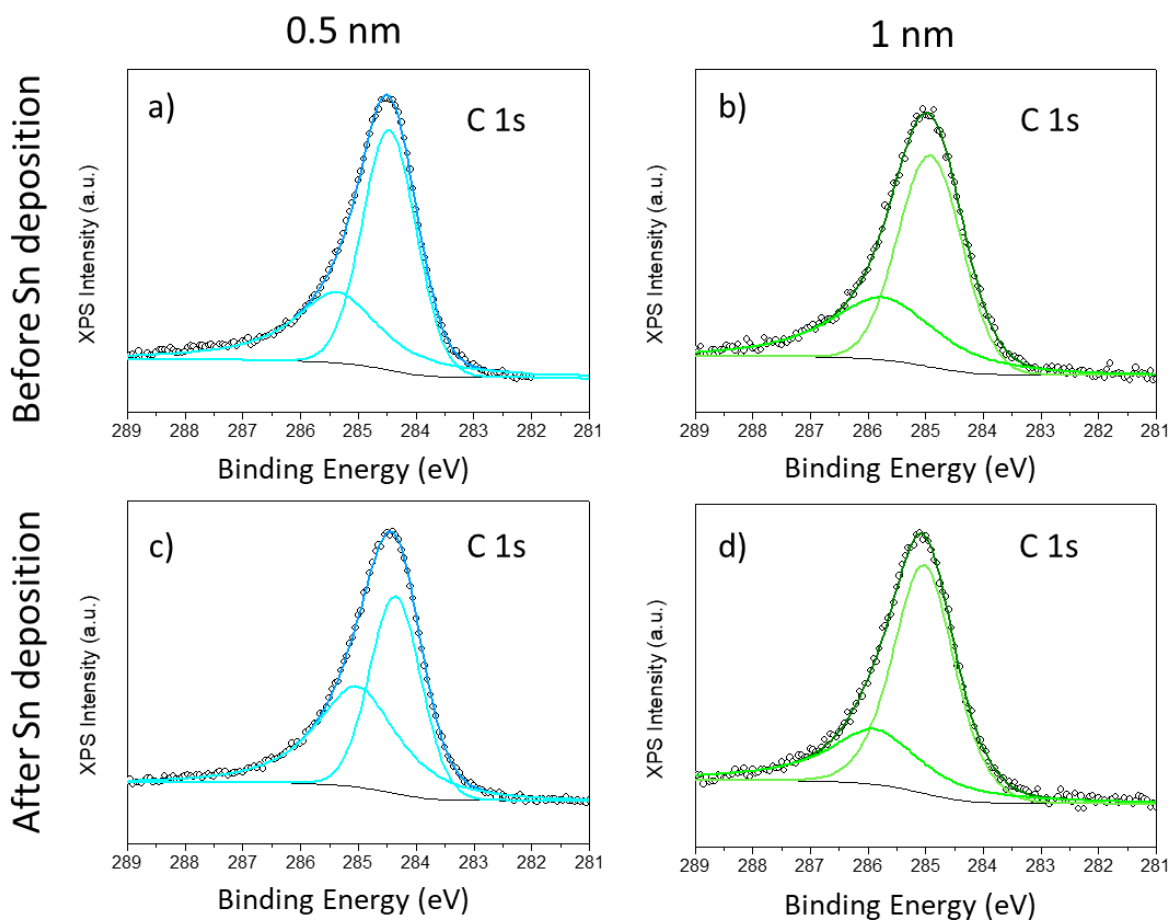 0.5 nm
1 nm
Before Sn deposition
a)
C 1s
XPS Intensity (a.u.)
289 288 287 286 285 284 283 282 281
Binding Energy (eV)
b)
C 1s
XPS Intensity (a.u.)
289 288 287 286 285 284 283 282 281
Binding Energy (eV)
After Sn deposition
c)
C 1s
XPS Intensity (a.u.)
289 288 287 286 285 284 283 282 281
Binding Energy (eV)
d)
C 1s
XPS Intensity (a.u.)
289 288 287 286 285 284 283 282 281
Binding Energy (eV)